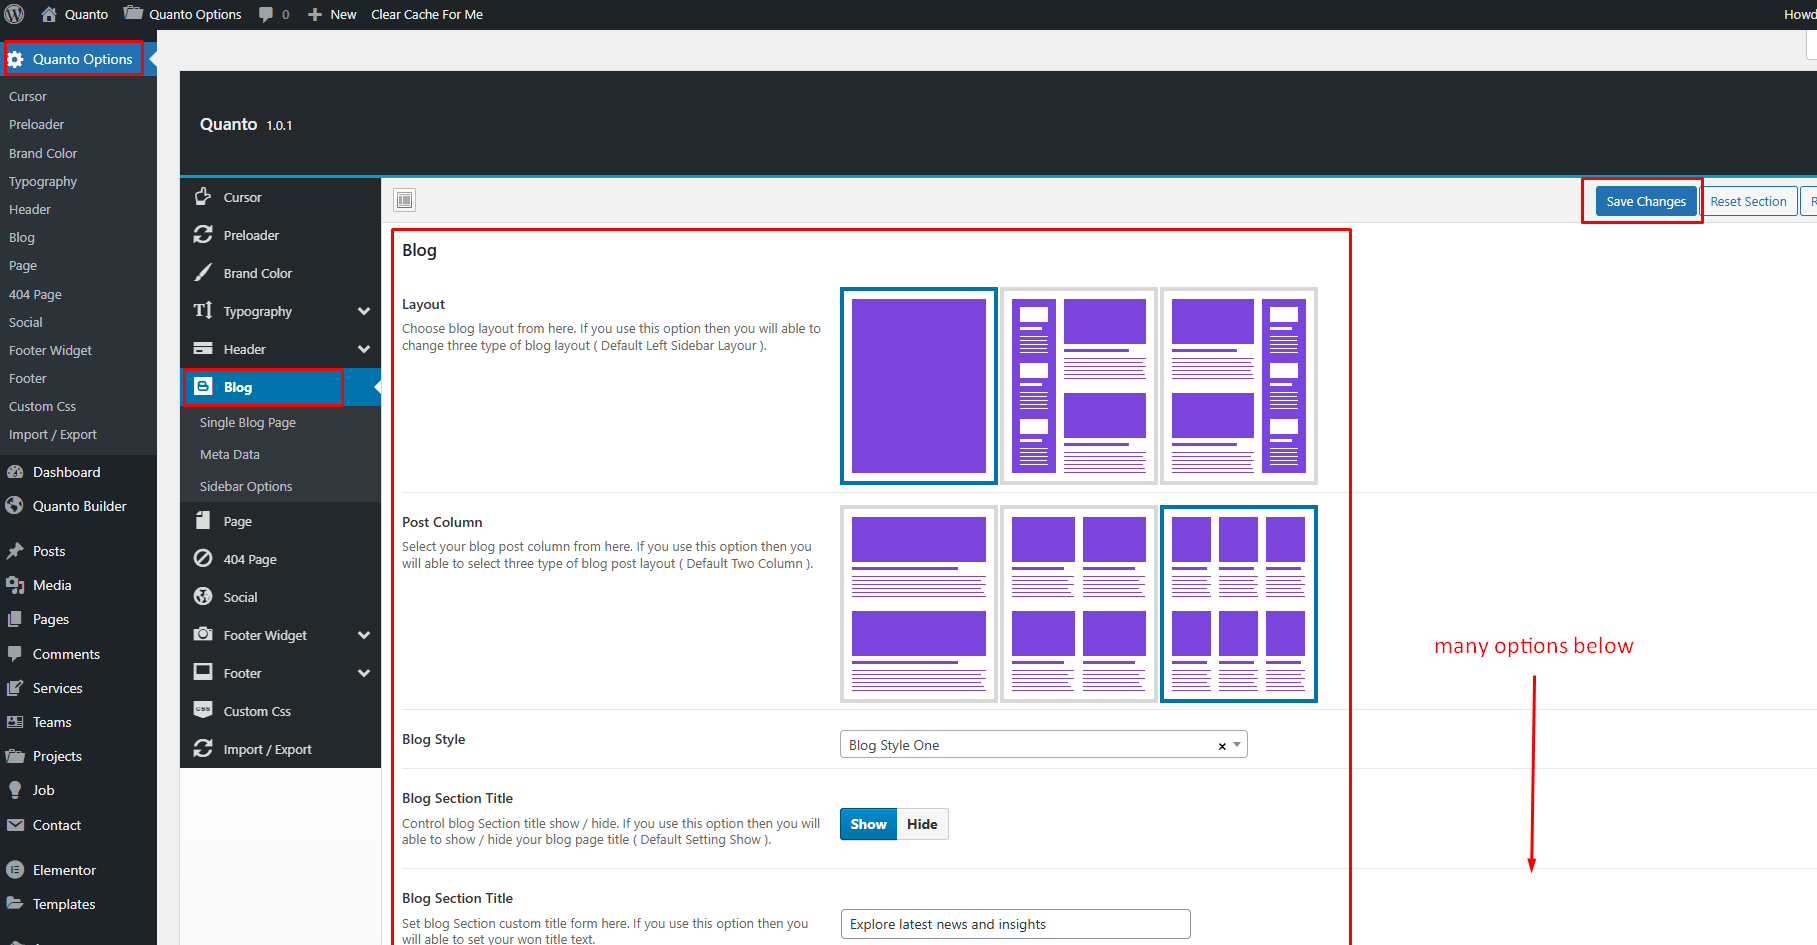 Quanto
Quanto Options
0
New
Clear Cache For Me
Howd
Quanto Options
Cursor
Preloader
Brand Color
Typography
Header
Blog
Page
404 Page
Social
Footer Widget
Footer
Custom Css
Import / Export
Dashboard
Quanto Builder
Posts
Media
Pages
Comments
Services
Teams
Projects
Job
Contact
Elementor
Templates
Quanto 1.0.1
Cursor
Preloader
Brand Color
Typography
Header
Blog
Single Blog Page
Meta Data
Sidebar Options
Page
404 Page
Social
Footer Widget
Footer
Custom Css
Import / Export
Save Changes
Reset Section
R
Blog
Layout
Choose blog layout from here. If you use this option then you will able to
change three type of blog layout ( Default Left Sidebar Layour ).
Post Column
Select your blog post column from here. If you use this option then you
will able to select three type of blog post layout ( Default Two Column ).
Blog Style
Blog Style One
×
Blog Section Title
Control blog Section title show / hide. If you use this option then you will
able to show / hide your blog page title ( Default Setting Show ).
Show
Hide
Blog Section Title
Set blog Section custom title form here. If you use this option then you
will able to set your won title text.
Explore latest news and insights
many options below